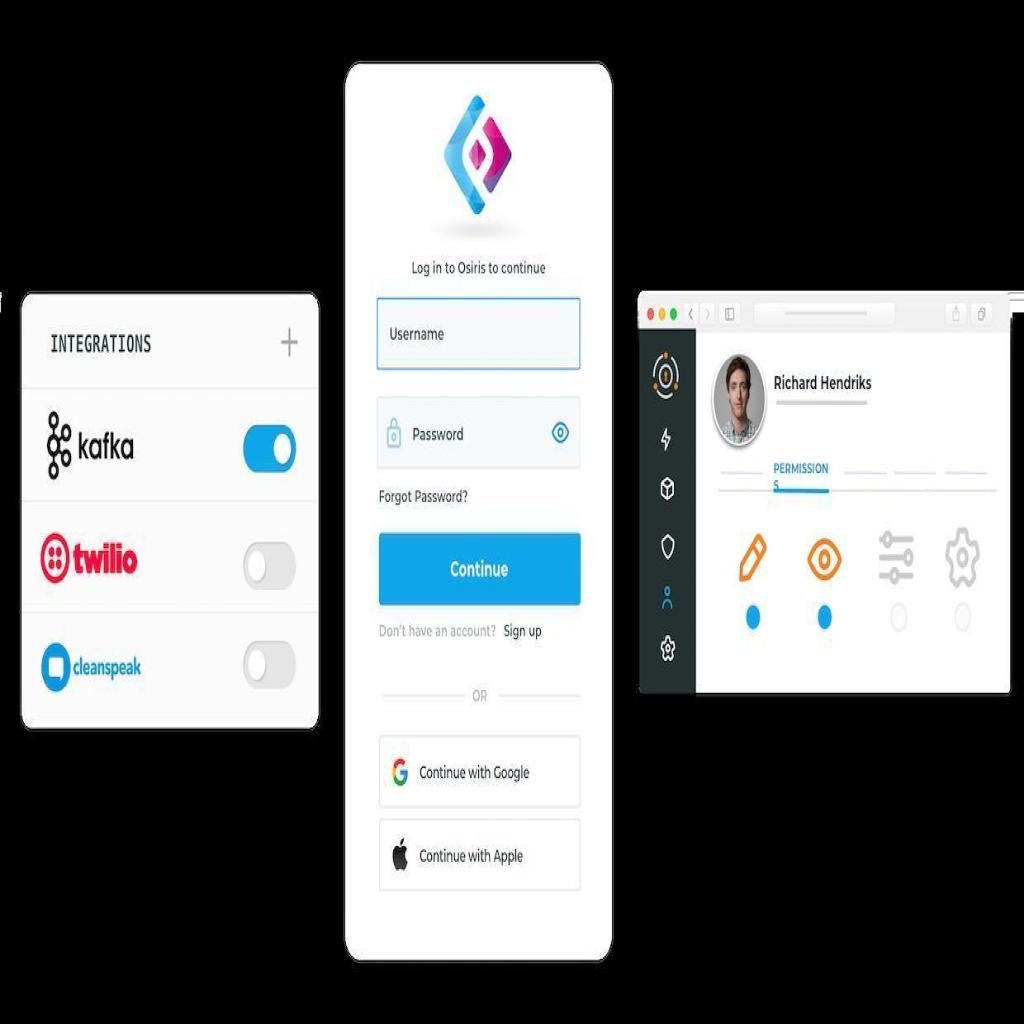 INTEGRATIONS
kafka
twilio
cleanspeak
Log in to Osiris to continue
Username
Password
Forgot Password?
Continue
Don't have an account? Sign up
OR
Continue with Google
Continue with Apple
Richard Hendriks
PERMISSION
S